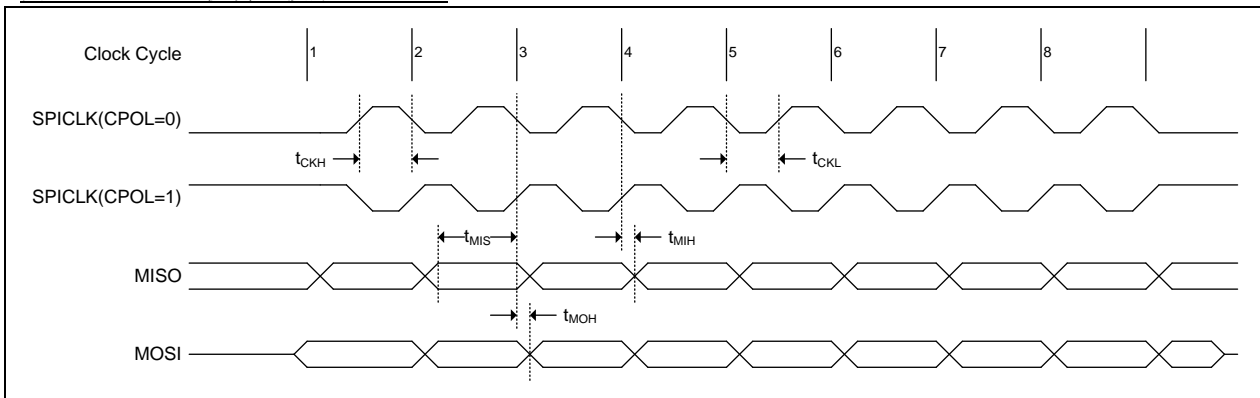 Clock Cycle 1 2 3 4 5 6 7 8
SPICLK(CPOL=0)
tCKH tCKL
SPICLK(CPOL=1)
tMIS tMIH
MISO
tMOH
MOSI